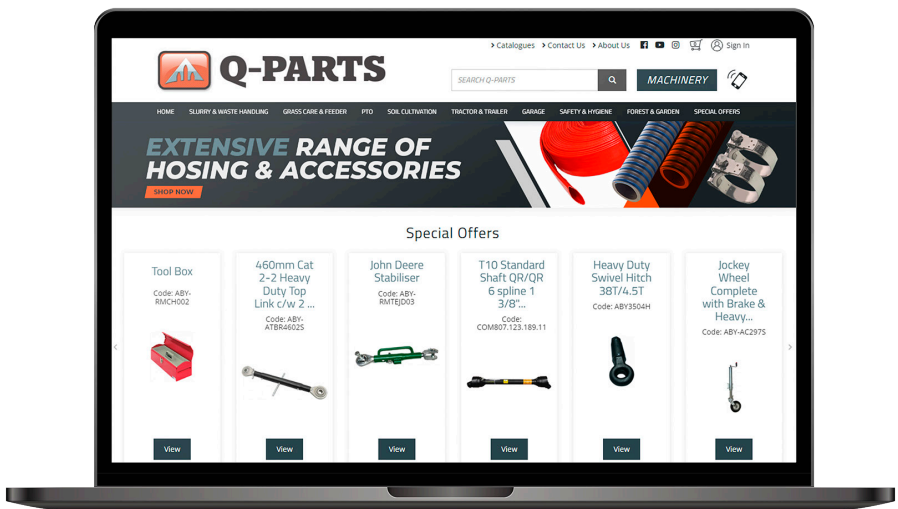 > Catalogues > Contact Us > About Us
Sign In
Q-PARTS
SEARCH Q-PARTS
MACHINERY
HOME SLURRY & WASTE HANDLING GRASS CARE & FEEDER PTO SOIL CULTIVATION TRACTOR & TRAILER GARAGE SAFETY & HYGIENE FOREST & GARDEN SPECIAL OFFERS
EXTENSIVE RANGE OF
HOSING & ACCESSORIES
SHOP NOW
Special Offers
Tool Box
Code: ABY-
RMCH002
View
460mm Cat
2-2 Heavy
Duty Top
Link c/w 2 ...
Code: ABY-
ATBR4602S
View
John Deere
Stabiliser
Code: ABY-
RMTEJD03
View
T10 Standard
Shaft QR/QR
6 spline 1
3/8"...
Code:
COM807.123.189.11
View
Heavy Duty
Swivel Hitch
38T/4.5T
Code: ABY3504H
View
Jockey
Wheel
Complete
with Brake &
Heavy...
Code: ABY-AC297S
View